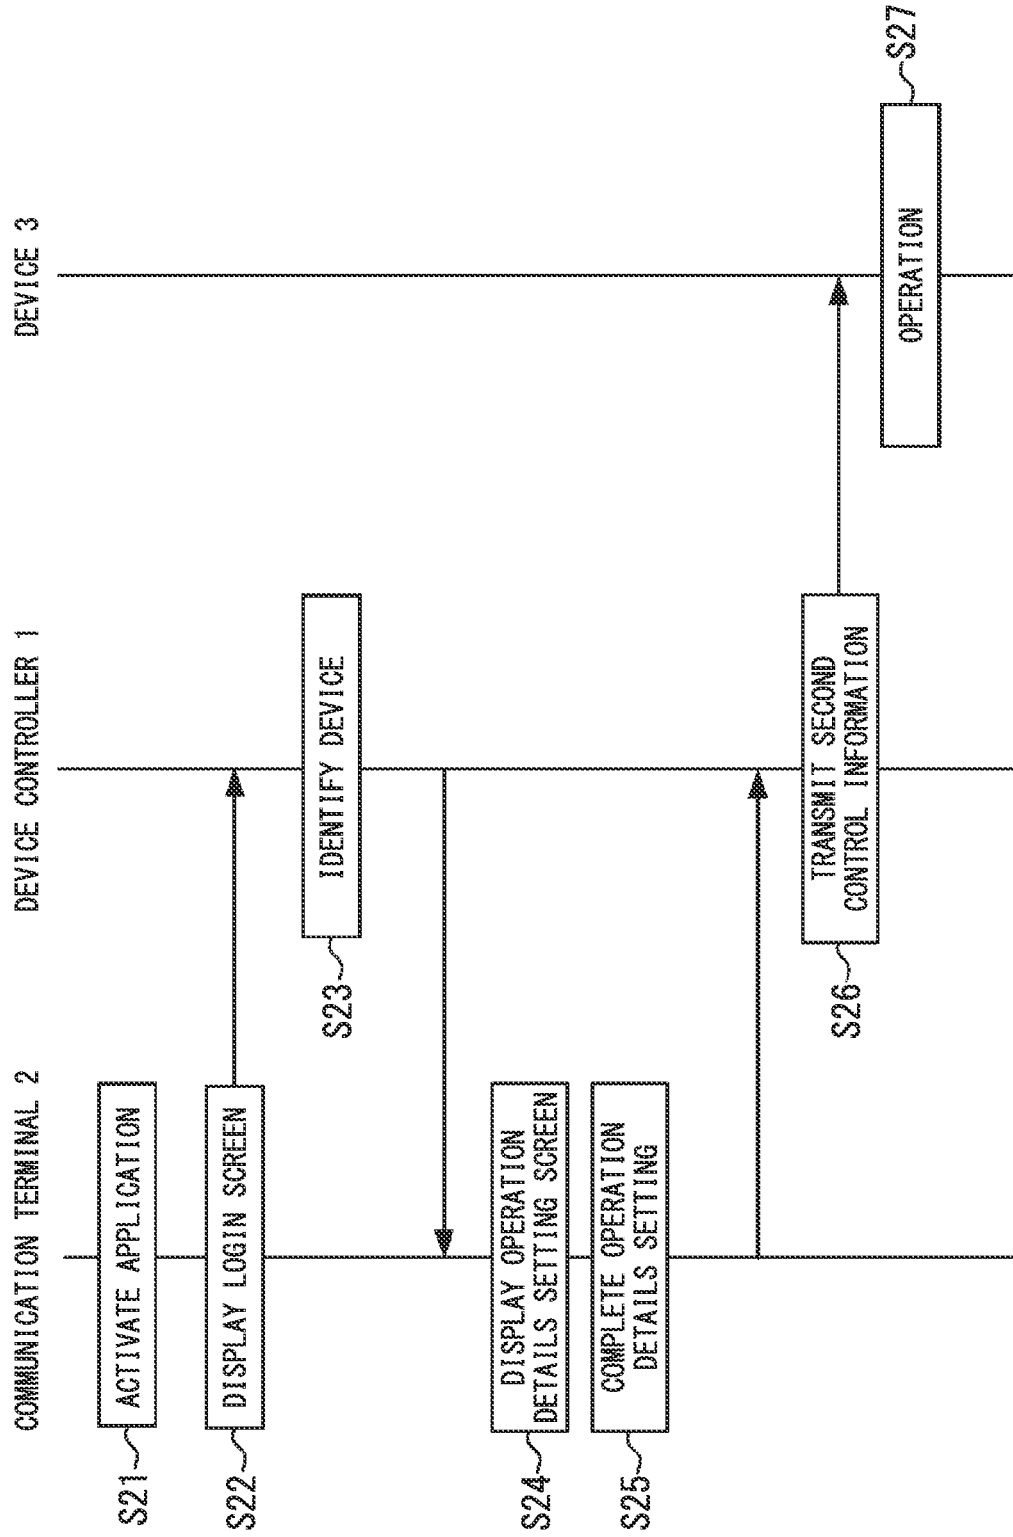 COMMUNICATION TERMINAL 2
DEVICE CONTROLLER 1
DEVICE 3
S21
ACTIVATE APPLICATION
S22
DISPLAY LOGIN SCREEN
S23
IDENTIFY DEVICE
S24
DISPLAY OPERATION
DETAILS SETTING SCREEN
S25
COMPLETE OPERATION
DETAILS SETTING
S26
TRANSMIT SECOND
CONTROL INFORMATION
OPERATION
S27